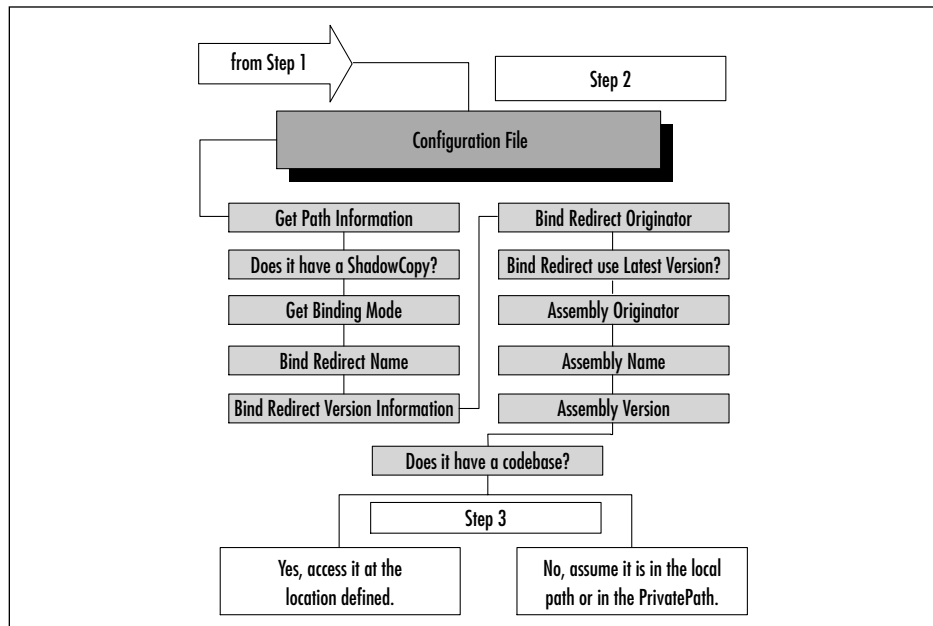 from Step 1
Step 2
Configuration File
Get Path Information
Does it have a ShadowCopy?
Get Binding Mode
Bind Redirect Name
Bind Redirect Version Information
Bind Redirect Originator
Bind Redirect use Latest Version?
Assembly Originator
Assembly Name
Assembly Version
Does it have a codebase?
Step 3
Yes, access it at the
location defined.
No, assume it is in the local
path or in the PrivatePath.